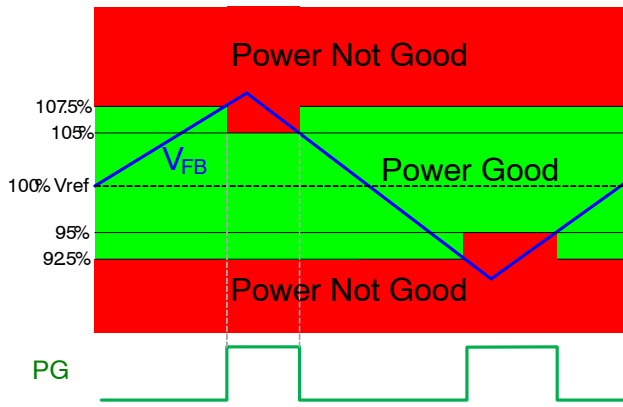 Power Not Good
107.5%
105%
VFB
Power Good
100% Vref
95%
92.5%
Power Not Good
PG